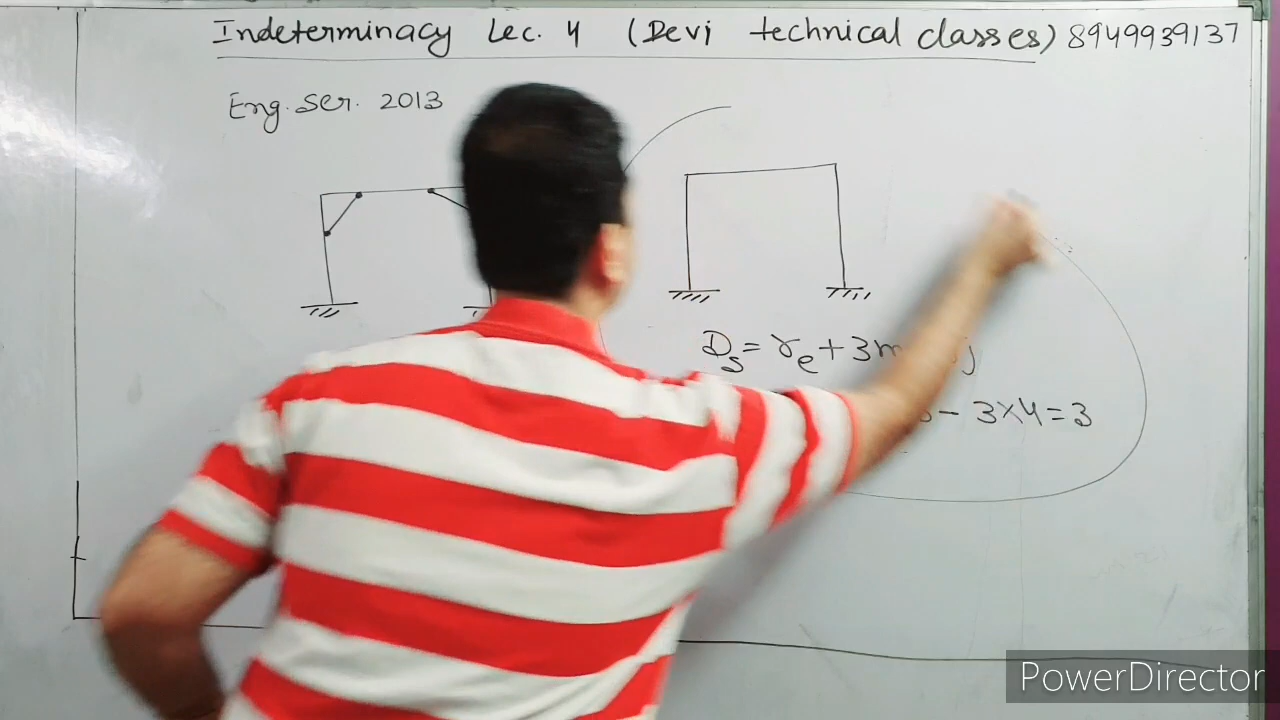 Indeterminacy Lec. 4 (Devi technical classes) 8949939137
Eng. Ser. 2013
Ds = re + 3m j
- 3×4 = 3
PowerDirector